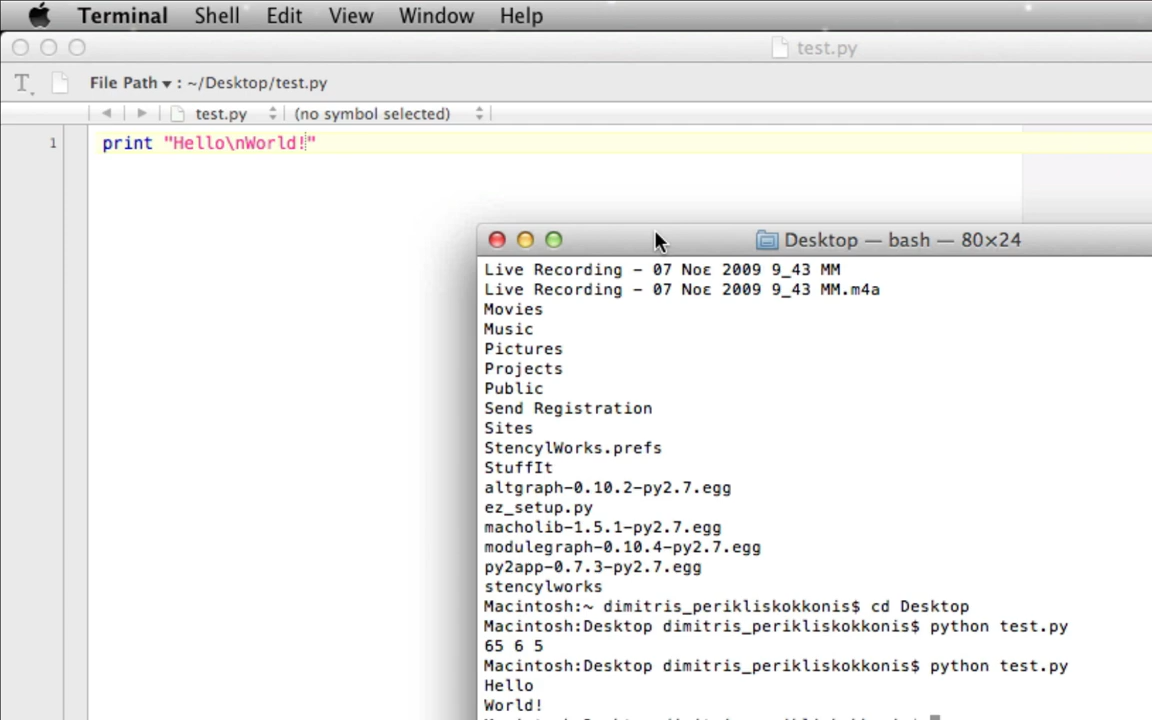 Terminal Shell Edit View Window Help
test.py
File Path : ~/Desktop/test.py
test.py (no symbol selected)
1 print "Hello\nWorld!"
Desktop — bash — 80×24
Live Recording - 07 Νοε 2009 9_43 ΜΜ
Live Recording - 07 Νοε 2009 9_43 ΜΜ.m4a
Movies
Music
Pictures
Projects
Public
Send Registration
Sites
StencylWorks.prefs
StuffIt
altgraph-0.10.2-py2.7.egg
ez_setup.py
macholib-1.5.1-py2.7.egg
modulegraph-0.10.4-py2.7.egg
py2app-0.7.3-py2.7.egg
stencylworks
Macintosh:~ dimitris_perikliskokkonis$ cd Desktop
Macintosh:Desktop dimitris_perikliskokkonis$ python test.py
65 6 5
Macintosh:Desktop dimitris_perikliskokkonis$ python test.py
Hello
World!